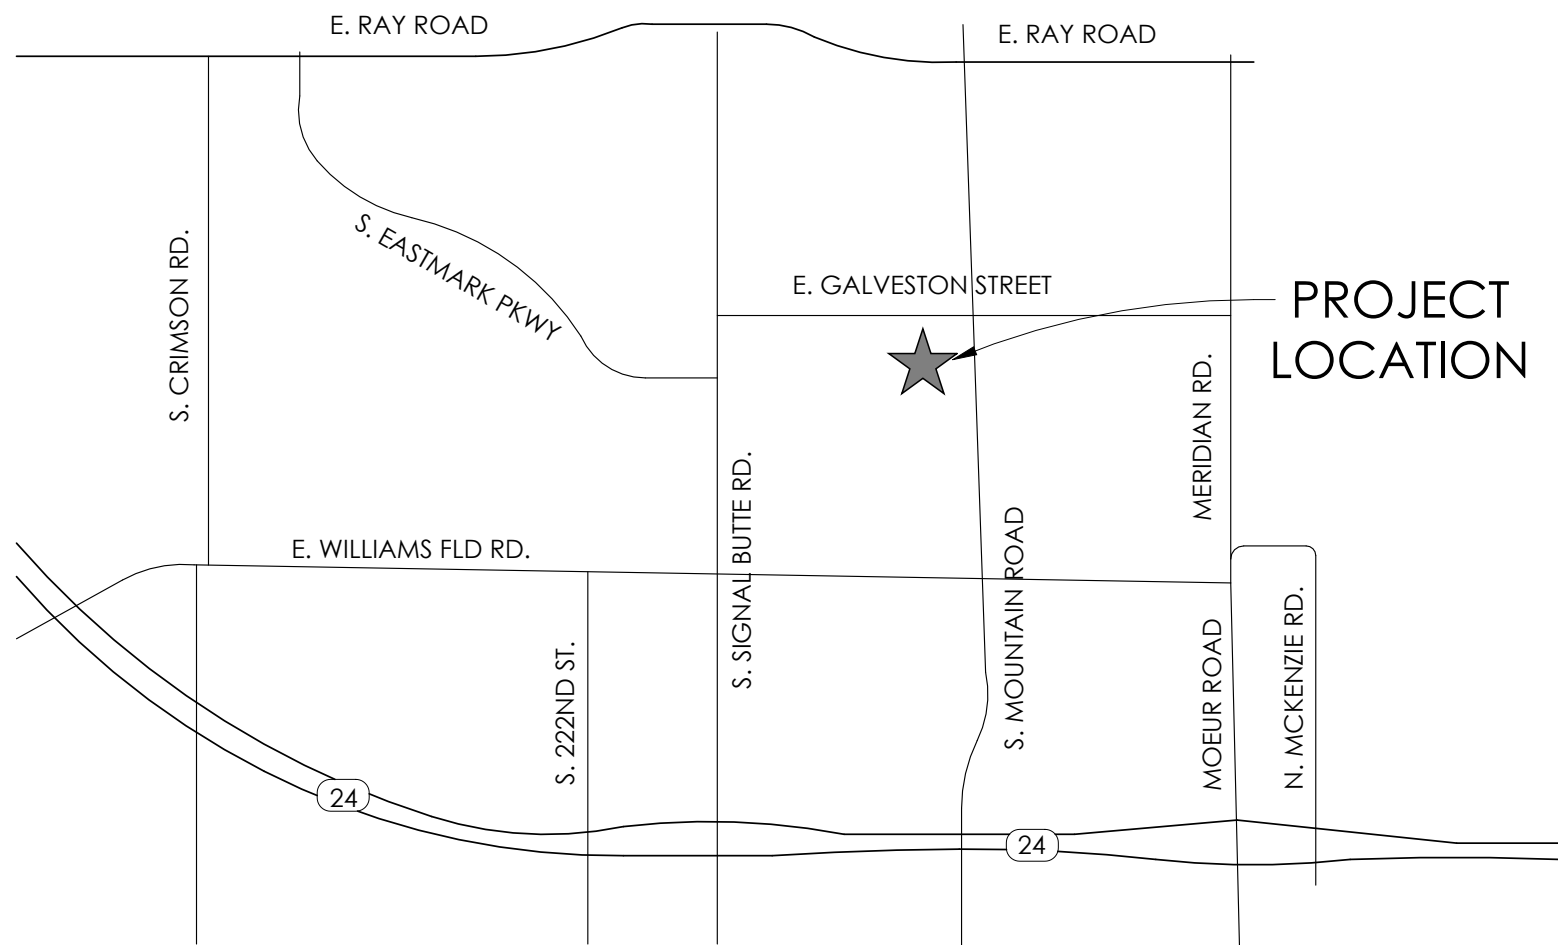 E. RAY ROAD
E. RAY ROAD
S. CRIMSON RD.
S. EASTMARK PKWY
E. GALVESTON STREET
PROJECT
LOCATION
MERIDIAN RD.
S. SIGNAL BUTTE RD.
S. MOUNTAIN ROAD
E. WILLIAMS FLD RD.
S. 222ND ST.
MOEUR ROAD
N. MCKENZIE RD.
24
24